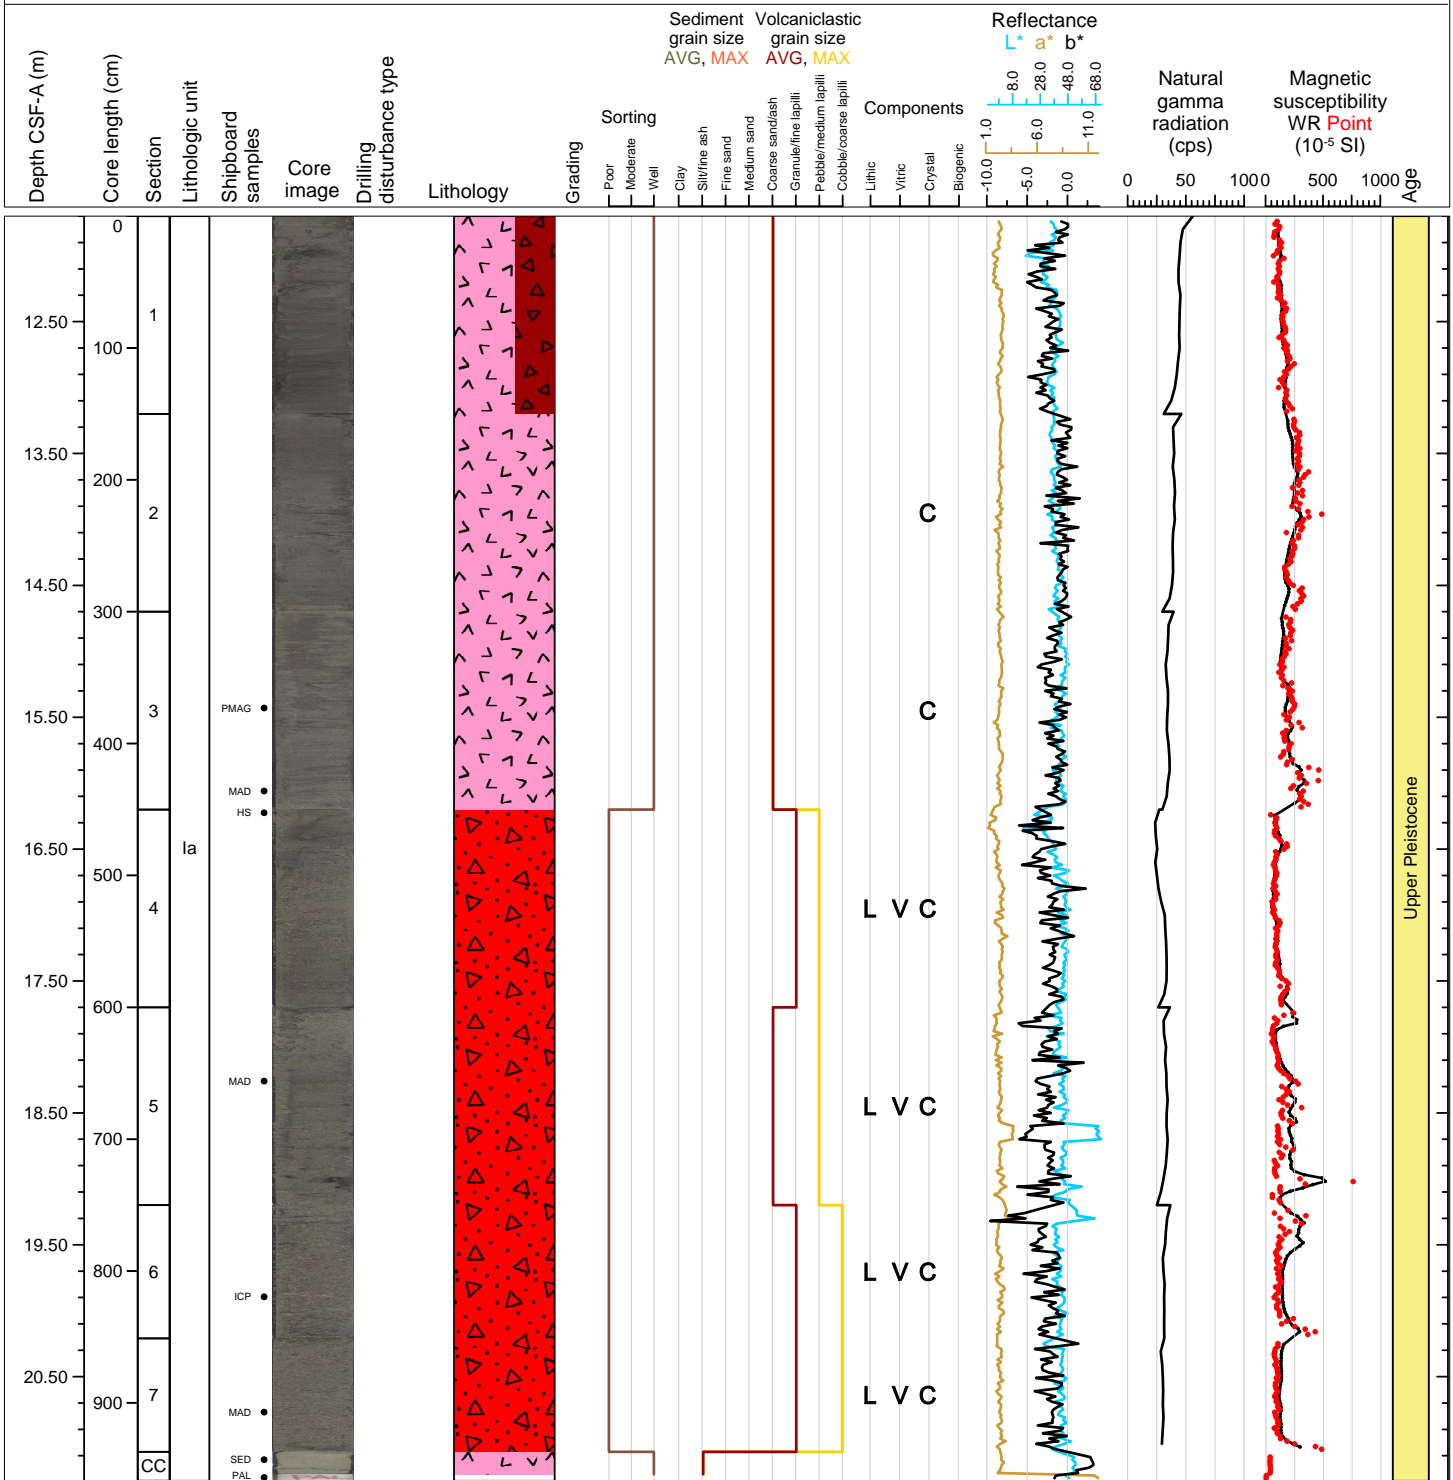 Depth CSF-A (m)
Core length (cm)
Section
Lithologic unit
Shipboard
samples
Core
image
Drilling
disturbance type
Lithology
Grading
Sorting
Poor
Moderate
Well
Sediment
grain size
AVG, MAX
Volcaniclastic
grain size
AVG, MAX
Clay
Silt/fine ash
Fine sand
Medium sand
Coarse sand/ash
Granule/fine lapilli
Pebble/medium lapilli
Cobble/coarse lapilli
Components
Lithic
Vitric
Crystal
Biogenic
Reflectance
L* a* b*
8.0 28.0 48.0 68.0
1.0 6.0 11.0
-10.0 -5.0 0.0
Natural
gamma
radiation
(cps)
0 50 100
Magnetic
susceptibility
WR Point
(10-5 SI)
0 500 1000
Age
0
1
12.50
100
13.50
200
2
C
14.50
300
3
PMAG
C
15.50
400
MAD
HS
Ia
16.50
500
4
L V C
Upper Pleistocene
17.50
600
MAD
5
L V C
18.50
700
19.50
800
6
L V C
ICP
20.50
900
7
L V C
MAD
SED
CC
PAL